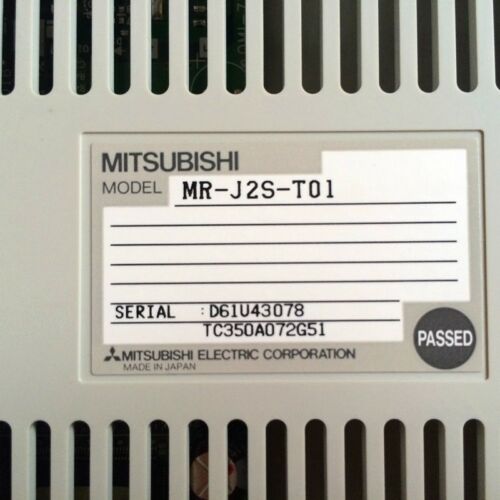 MITSUBISHI
MODEL MR-J2S-T01
SERIAL : D61U43078
TC350A072G51
MITSUBISHI ELECTRIC CORPORATION
MADE IN JAPAN
PASSED